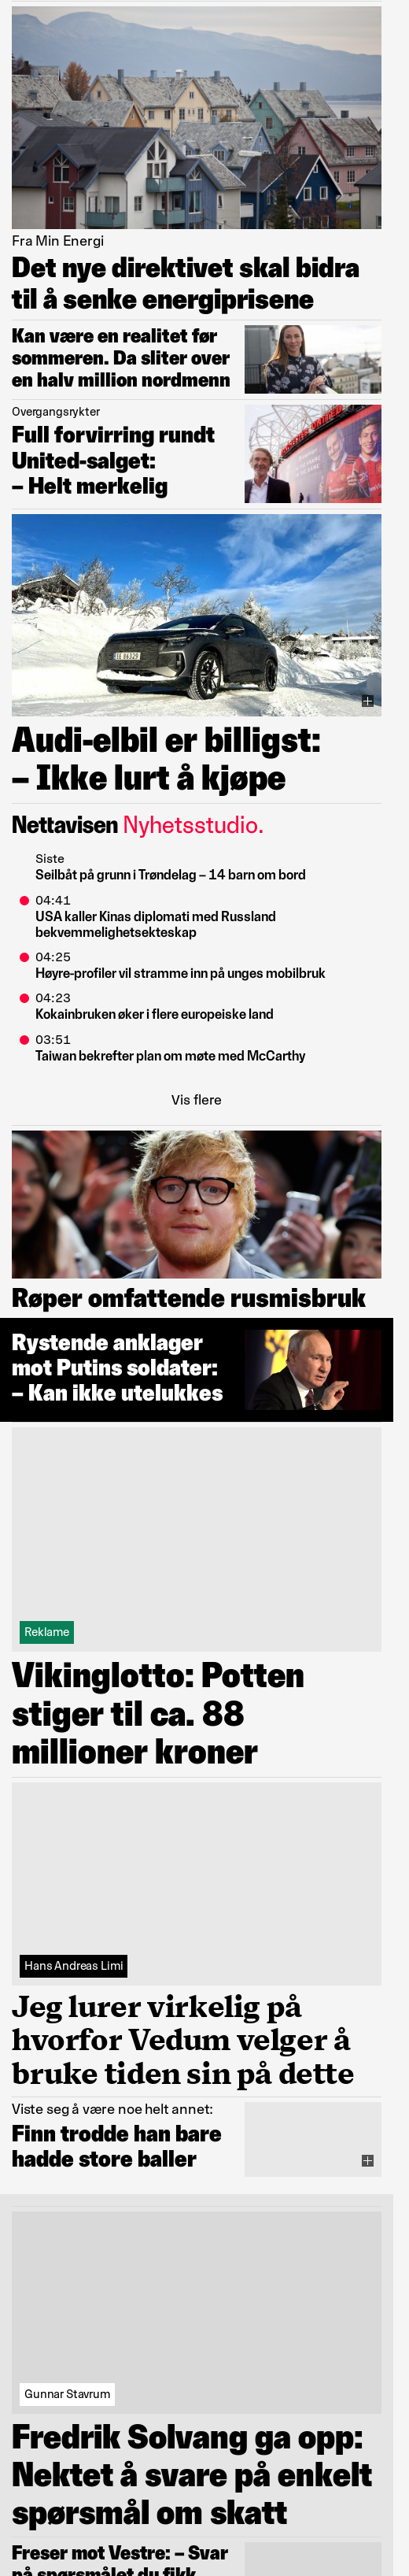 Fra Min Energi
Det nye direktivet skal bidra
til å senke energiprisene
Kan være en realitet før
sommeren. Da sliter over
en halv million nordmenn
Overgangsrykter
Full forvirring rundt
United-salget:
– Helt merkelig
Audi-elbil er billigst:
– Ikke lurt å kjøpe
Nettavisen Nyhetsstudio.
Siste
Seilbåt på grunn i Trøndelag – 14 barn om bord
04:41
USA kaller Kinas diplomati med Russland
bekvemmelighetsekteskap
04:25
Høyre-profiler vil stramme inn på unges mobilbruk
04:23
Kokainbruken øker i flere europeiske land
03:51
Taiwan bekrefter plan om møte med McCarthy
Vis flere
Røper omfattende rusmisbruk
Rystende anklager
mot Putins soldater:
– Kan ikke utelukkes
Reklame
Vikinglotto: Potten
stiger til ca. 88
millioner kroner
Hans Andreas Limi
Jeg lurer virkelig på
hvorfor Vedum velger å
bruke tiden sin på dette
Viste seg å være noe helt annet:
Finn trodde han bare
hadde store baller
Gunnar Stavrum
Fredrik Solvang ga opp:
Nektet å svare på enkelt
spørsmål om skatt
Freser mot Vestre: – Svar
på spørsmålet du fikk